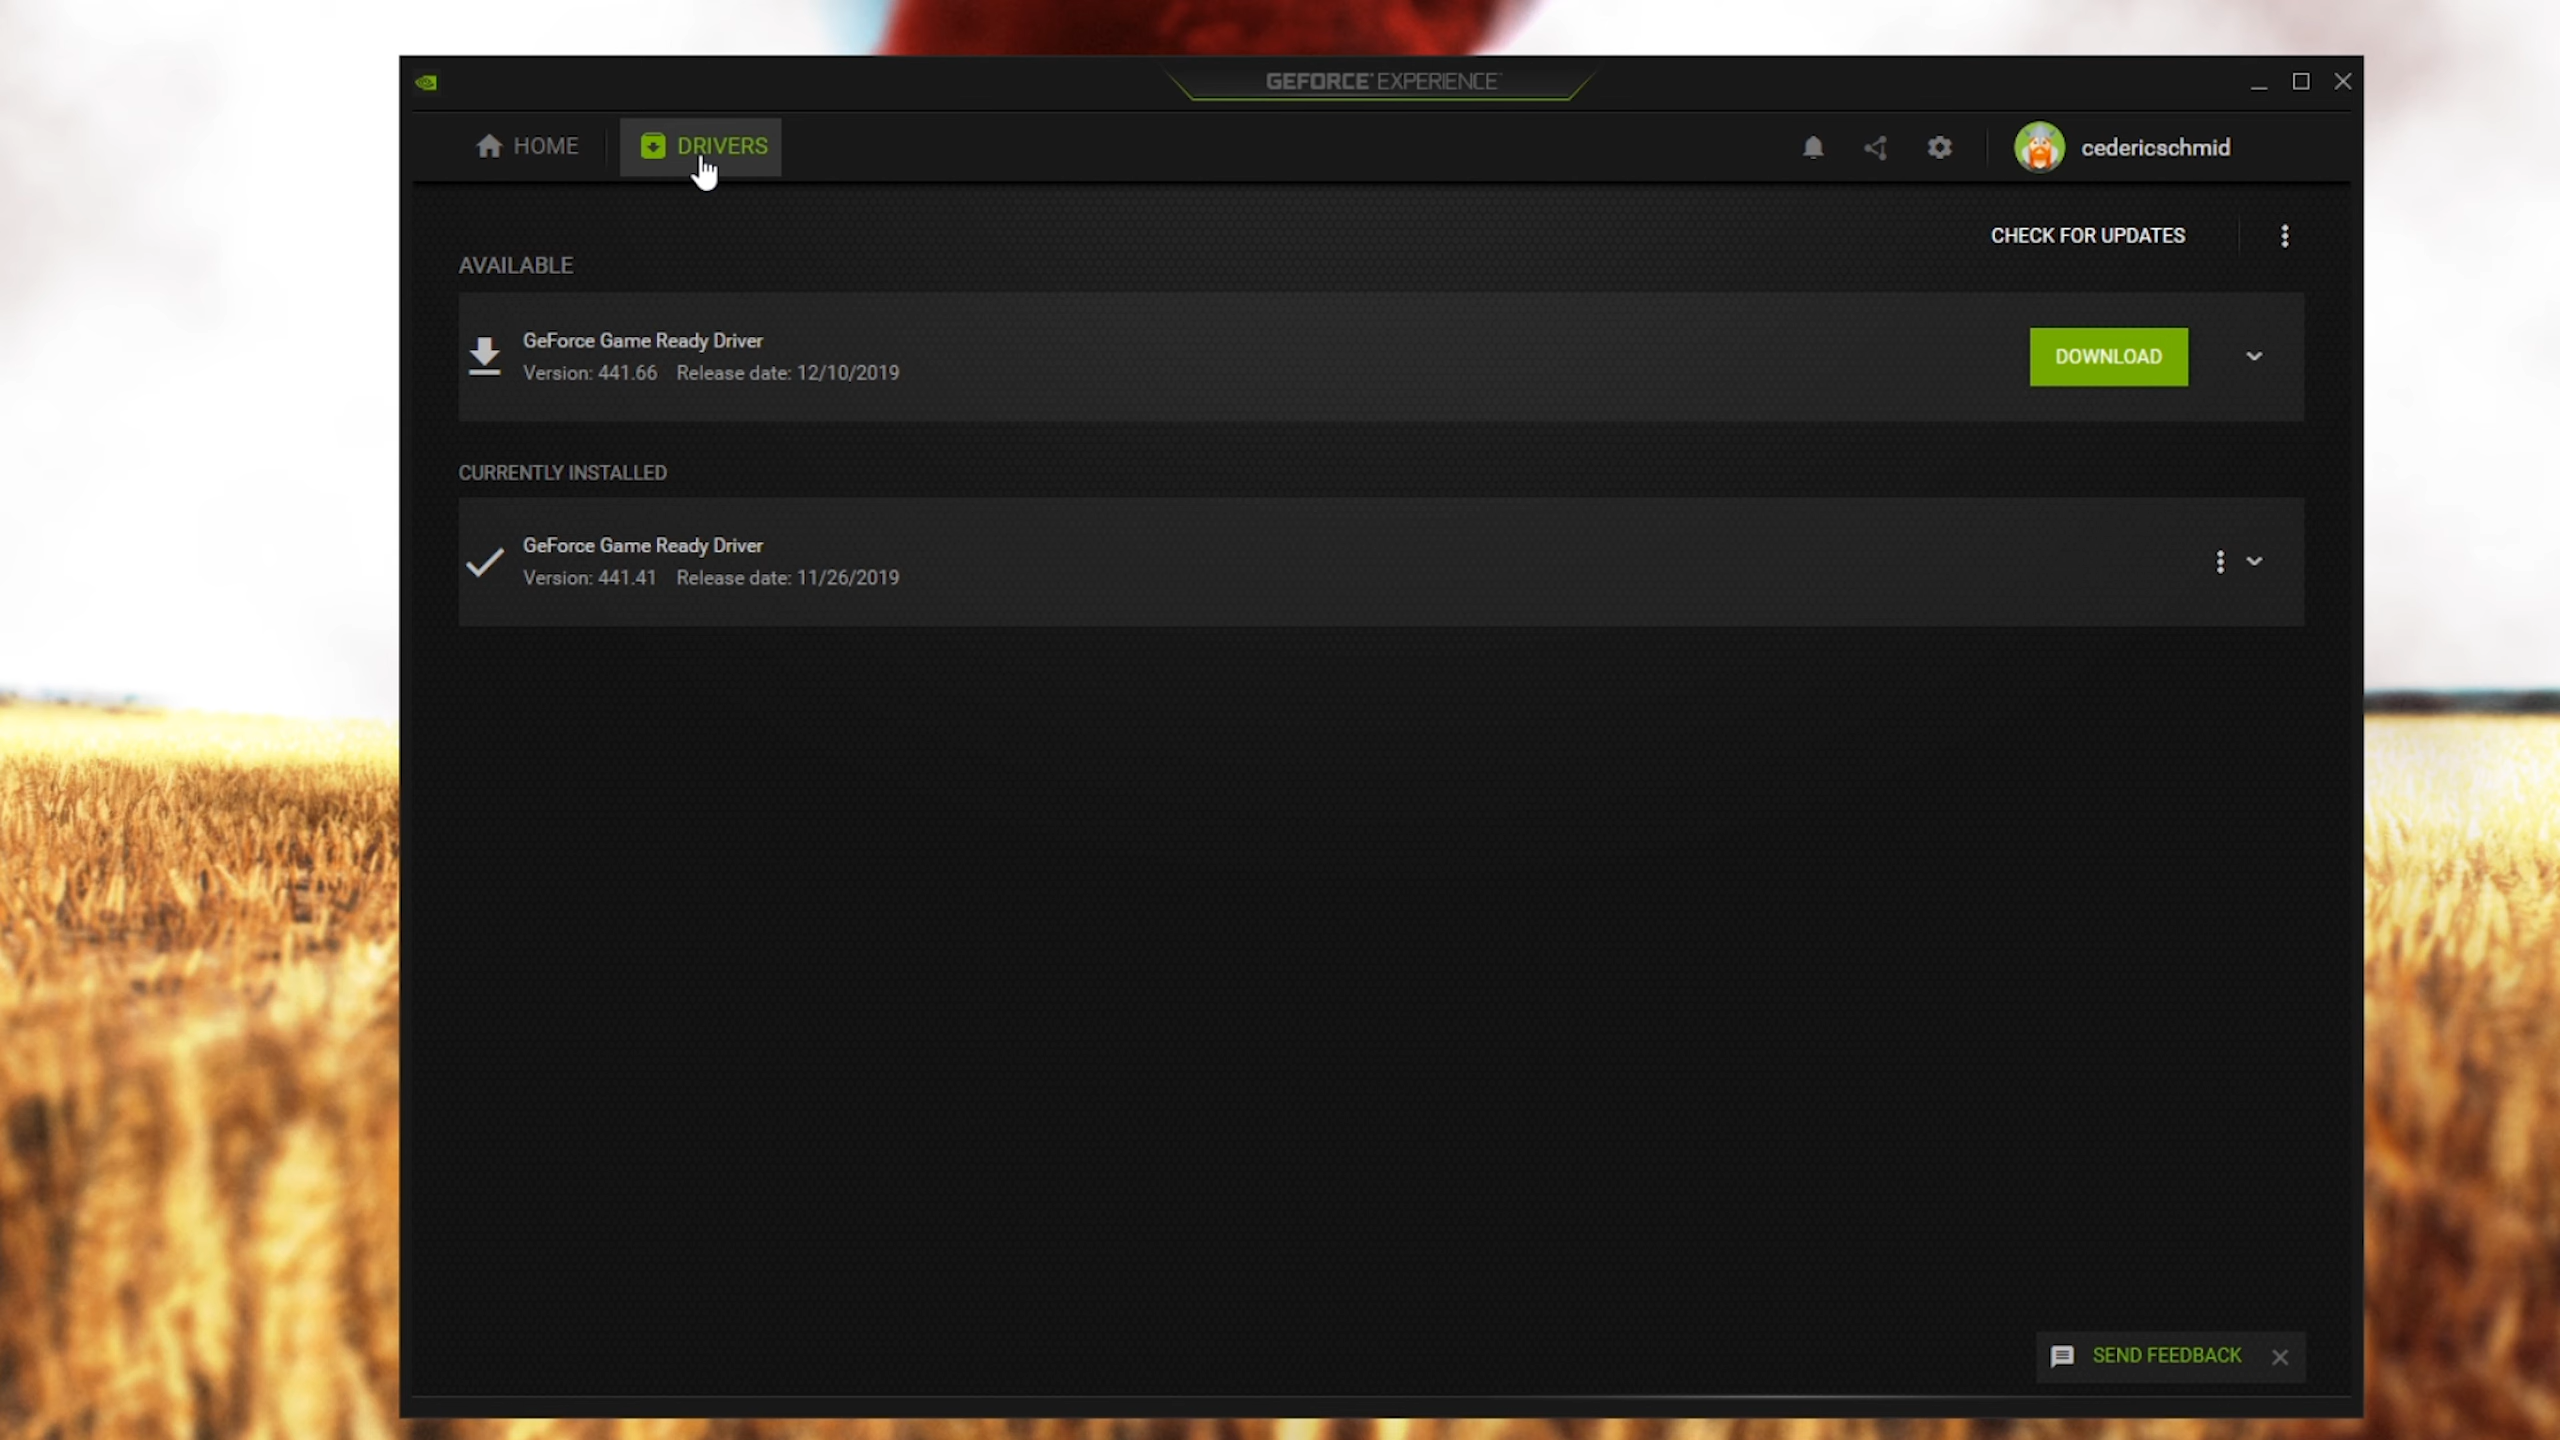 GEFORCE® EXPERIENCE™
HOME
DRIVERS
cedericschmid
CHECK FOR UPDATES
AVAILABLE
GeForce Game Ready Driver
Version: 441.66 Release date: 12/10/2019
DOWNLOAD
CURRENTLY INSTALLED
GeForce Game Ready Driver
Version: 441.41 Release date: 11/26/2019
SEND FEEDBACK